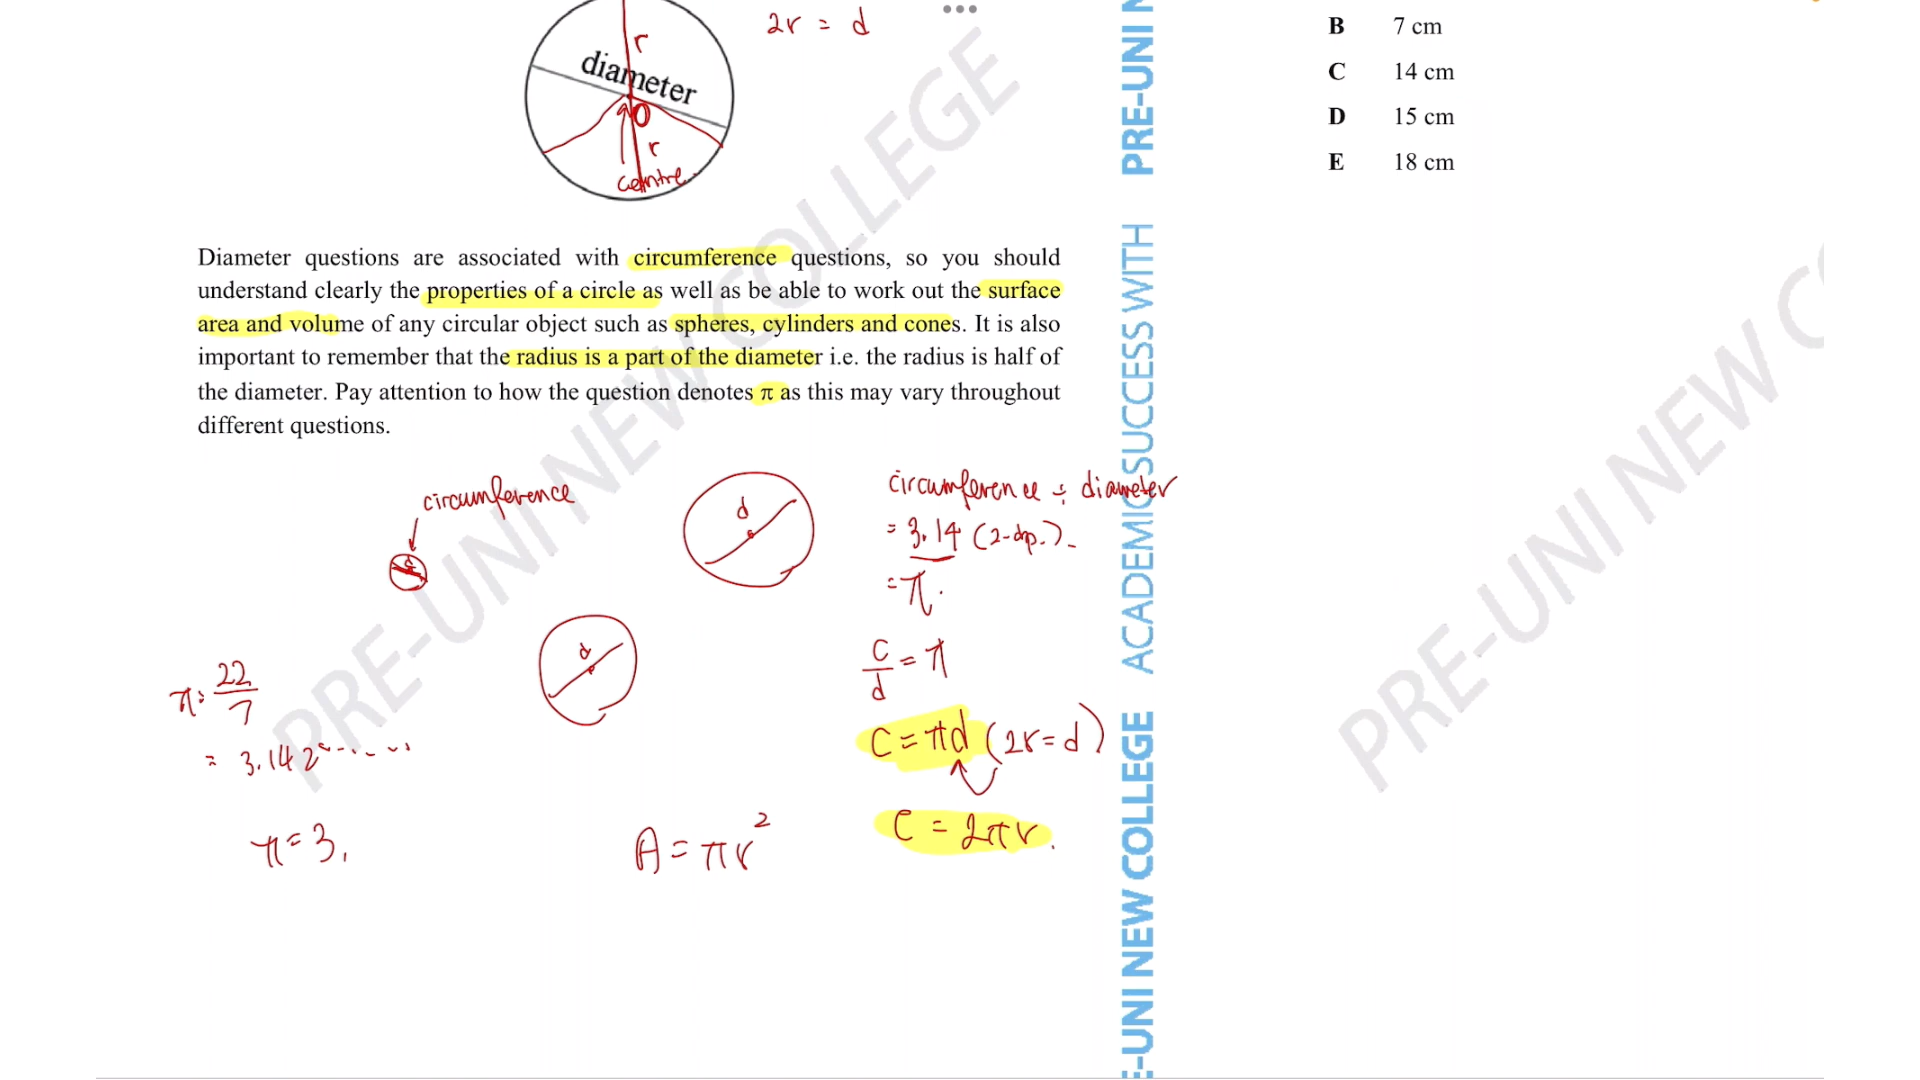 2r = d
r
diameter
O
r
centre
Diameter questions are associated with circumference questions, so you should
understand clearly the properties of a circle as well as be able to work out the surface
area and volume of any circular object such as spheres, cylinders and cones. It is also
important to remember that the radius is a part of the diameter i.e. the radius is half of
the diameter. Pay attention to how the question denotes π as this may vary throughout
different questions.
circumference
d
d
d
circumference ÷ diameter
= 3.14 (2-dp.)
= π.
C/d = π
C = πd (2r = d)
C = 2πr.
π = 22/7
= 3.142......
π = 3.
A = πr²
PRE-UNI NEW COLLEGE
PRE-UNI N
ACADEMIC SUCCESS WITH
E-UNI NEW COLLEGE
B 7 cm
C 14 cm
D 15 cm
E 18 cm
PRE-UNI NEW C